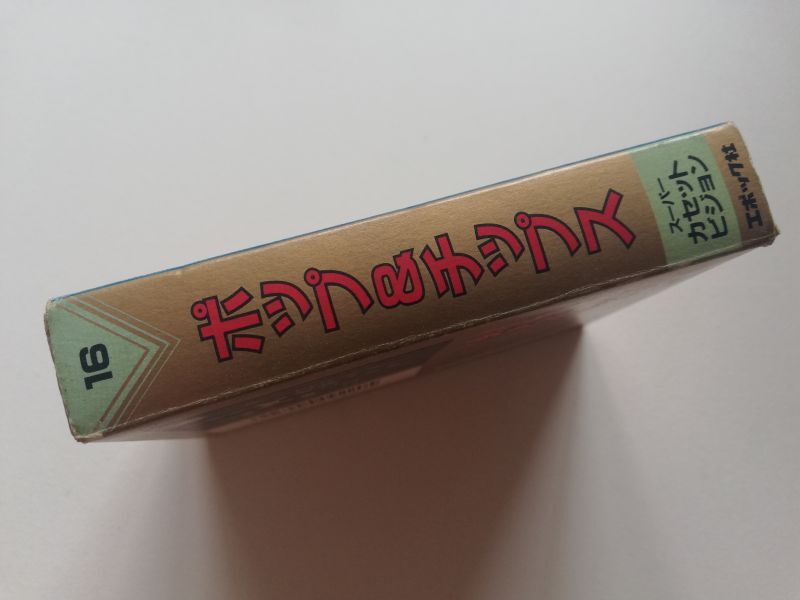 16
ポップ&チップス
スーパー
カセット
ビジョン
エポック社